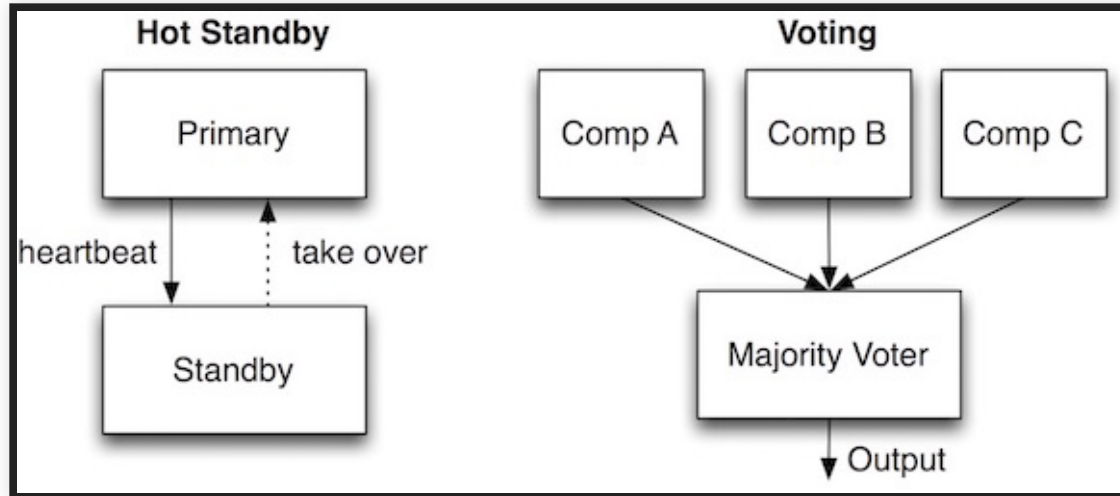 Hot Standby
Primary
heartbeat
take over
Standby
Voting
Comp A
Comp B
Comp C
Majority Voter
Output